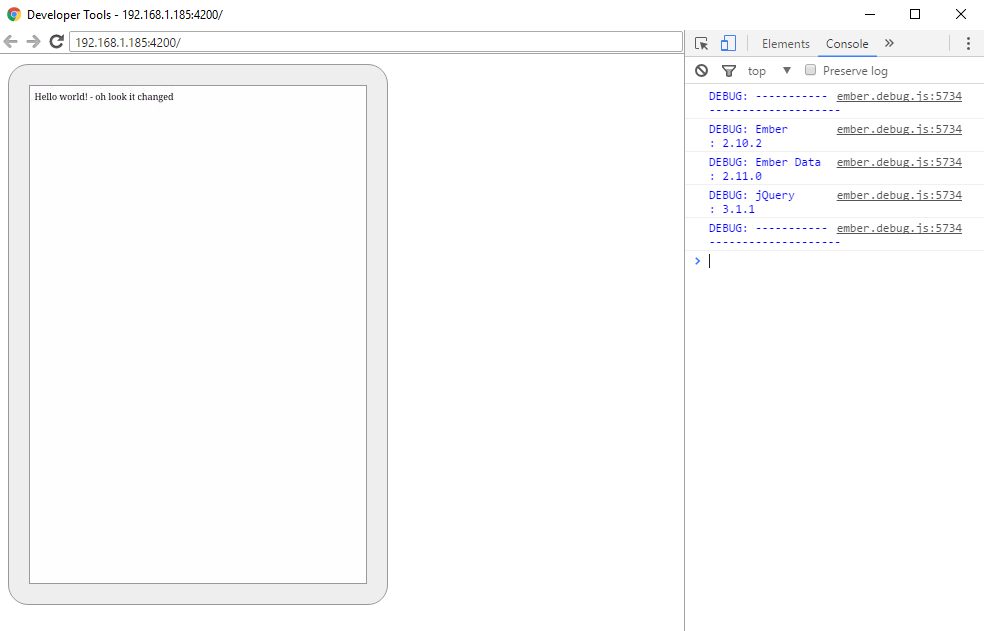 Developer Tools - 192.168.1.185:4200/
192.168.1.185:4200/
Elements Console »
top ▼ Preserve log
Hello world! - oh look it changed
DEBUG: ----------- ember.debug.js:5734
--------------------
DEBUG: Ember ember.debug.js:5734
: 2.10.2
DEBUG: Ember Data ember.debug.js:5734
: 2.11.0
DEBUG: jQuery ember.debug.js:5734
: 3.1.1
DEBUG: ----------- ember.debug.js:5734
--------------------
>